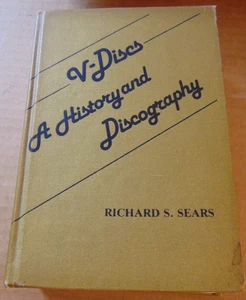 V-Discs
A History and
Discography
RICHARD S. SEARS